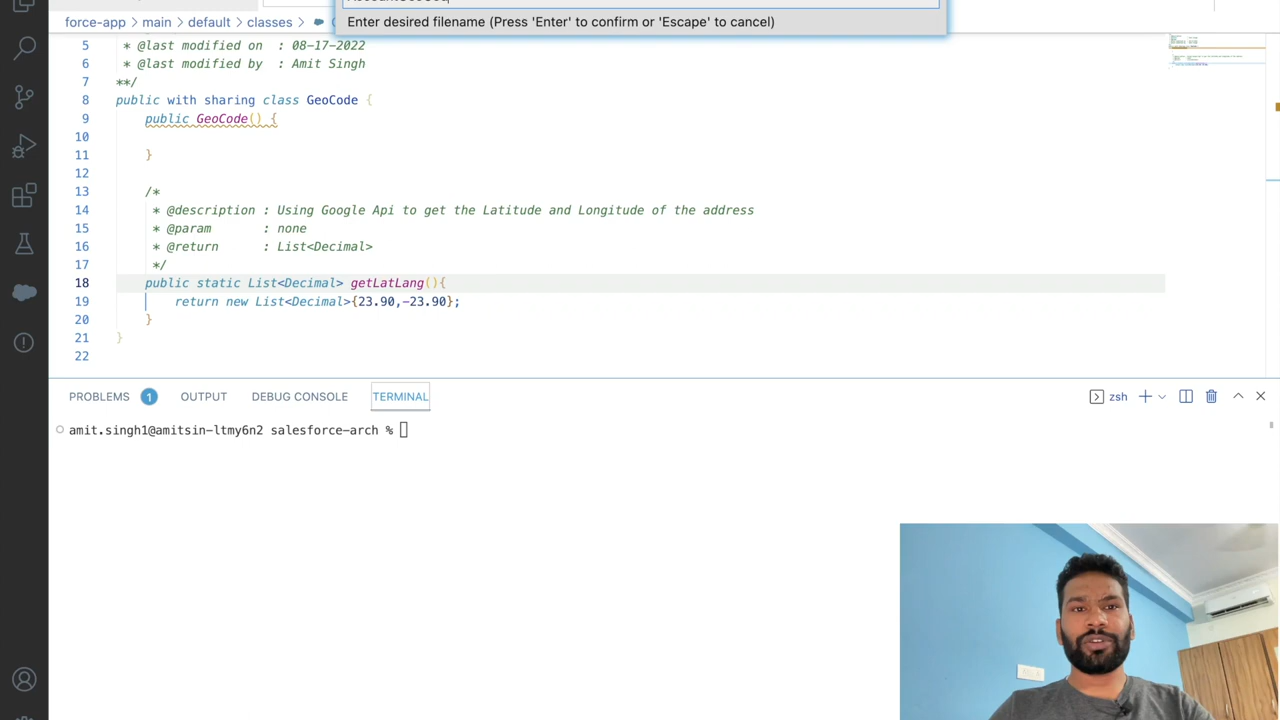 force-app > main > default > classes >
Enter desired filename (Press 'Enter' to confirm or 'Escape' to cancel)
5 * @last modified on : 08-17-2022
6 * @last modified by : Amit Singh
7 **/
8 public with sharing class GeoCode {
9 public GeoCode() {
10
11 }
12
13 /*
14 * @description : Using Google Api to get the Latitude and Longitude of the address
15 * @param : none
16 * @return : List<Decimal>
17 */
18 public static List<Decimal> getLatLang(){
19 return new List<Decimal>{23.90,-23.90};
20 }
21 }
22
PROBLEMS 1 OUTPUT DEBUG CONSOLE TERMINAL zsh
amit.singh1@amitsin-ltmy6n2 salesforce-arch %